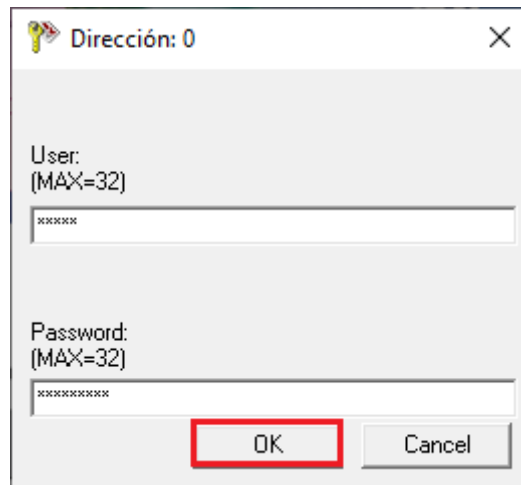 Dirección: 0
User:
(MAX=32)
*****
Password:
(MAX=32)
*********
OK Cancel